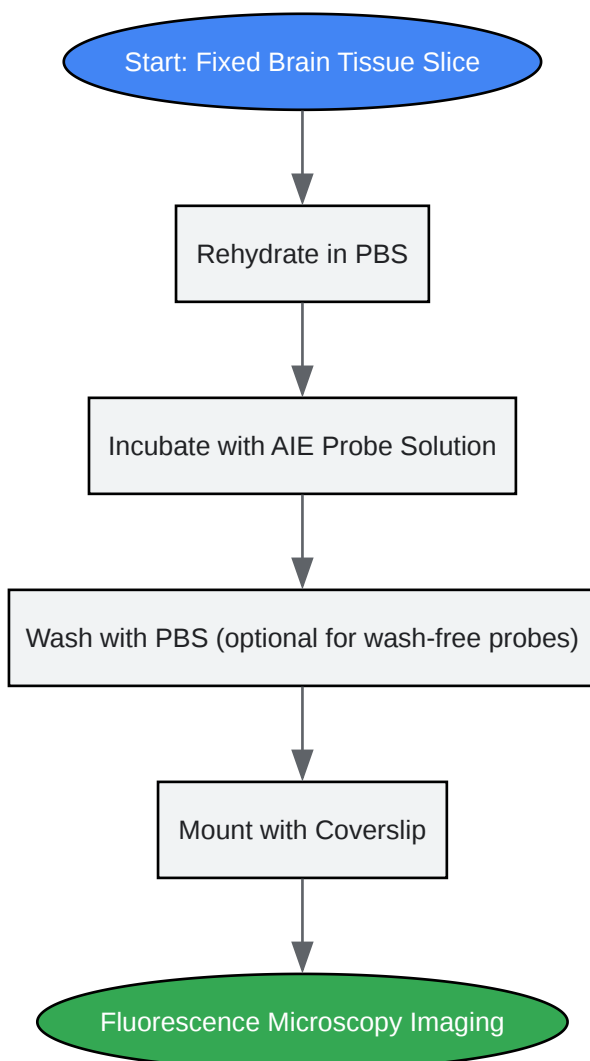 Start: Fixed Brain Tissue Slice
Rehydrate in PBS
Incubate with AIE Probe Solution
Wash with PBS (optional for wash-free probes)
Mount with Coverslip
Fluorescence Microscopy Imaging